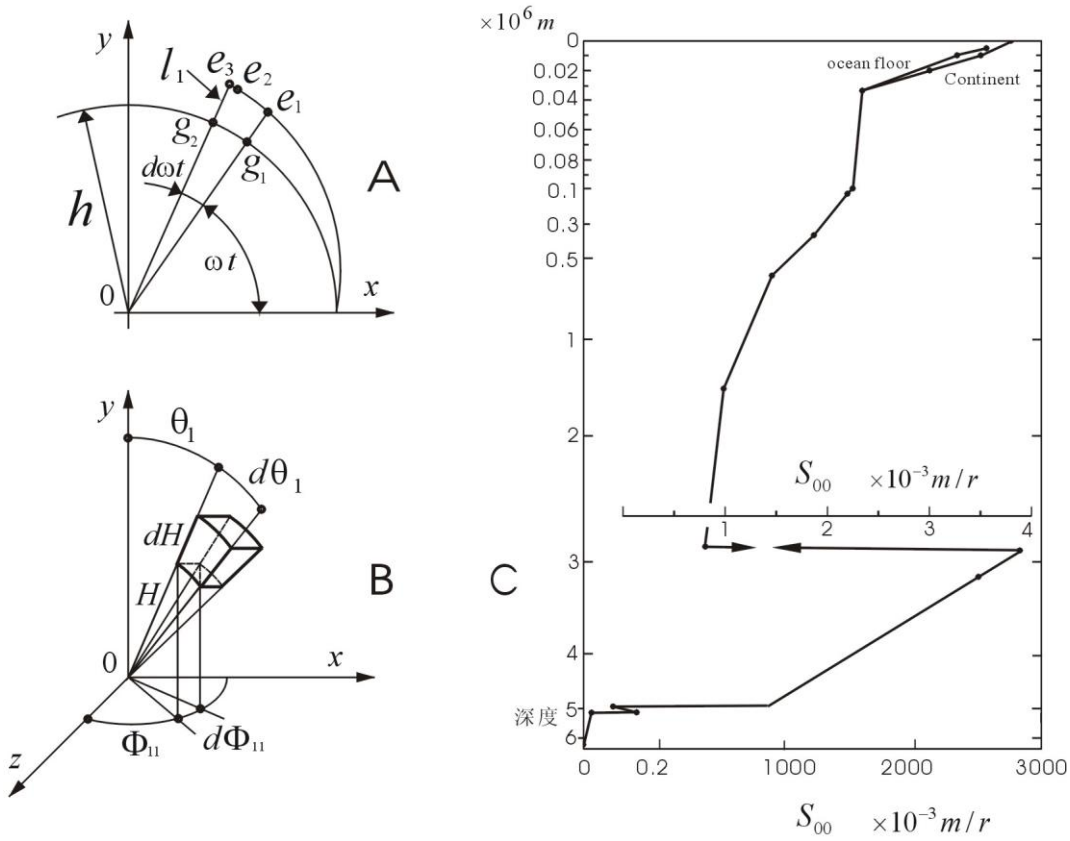 y
l₁
e₃
e₂
e₁
g₂
g₁
dωt
h
ωt
0
x
A
y
θ₁
dθ₁
dH
H
B
0
x
Φ₁₁
dΦ₁₁
z
×10⁶ m
0
0.02
0.04
0.06
0.08
0.1
0.3
0.5
1
2
3
4
深度 5
6
ocean floor
Continent
S₀₀ ×10⁻³ m/r
1 2 3 4
C
0 0.2 1000 2000 3000
S₀₀ ×10⁻³ m/r